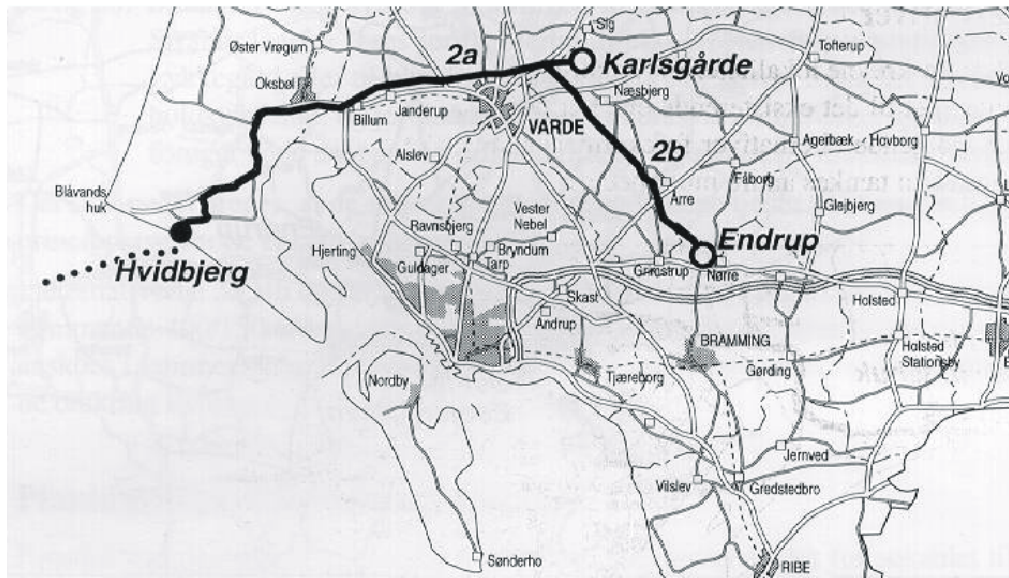 Sig
Øster Vrøgum
2a
Tofterup
Karlsgårde
Oksbøl
Næsbjerg
Janderup
Billum
VARDE
Agerbæk
Hovborg
Alslev
2b
Fåborg
Blåvands-
huk
Årre
Glejbjerg
Vester
Nebel
Ravnsbjerg
Endrup
Hjerting
Bryndum
Hvidbjerg
Guldager
Tarp
Grimstrup
Nørre
Skast
Holsted
Andrup
BRAMMING
Holsted
Stationsby
Gørding
Nordby
Tjæreborg
Jernved
Vilslev
Gredstedbro
Sønderho
RIBE